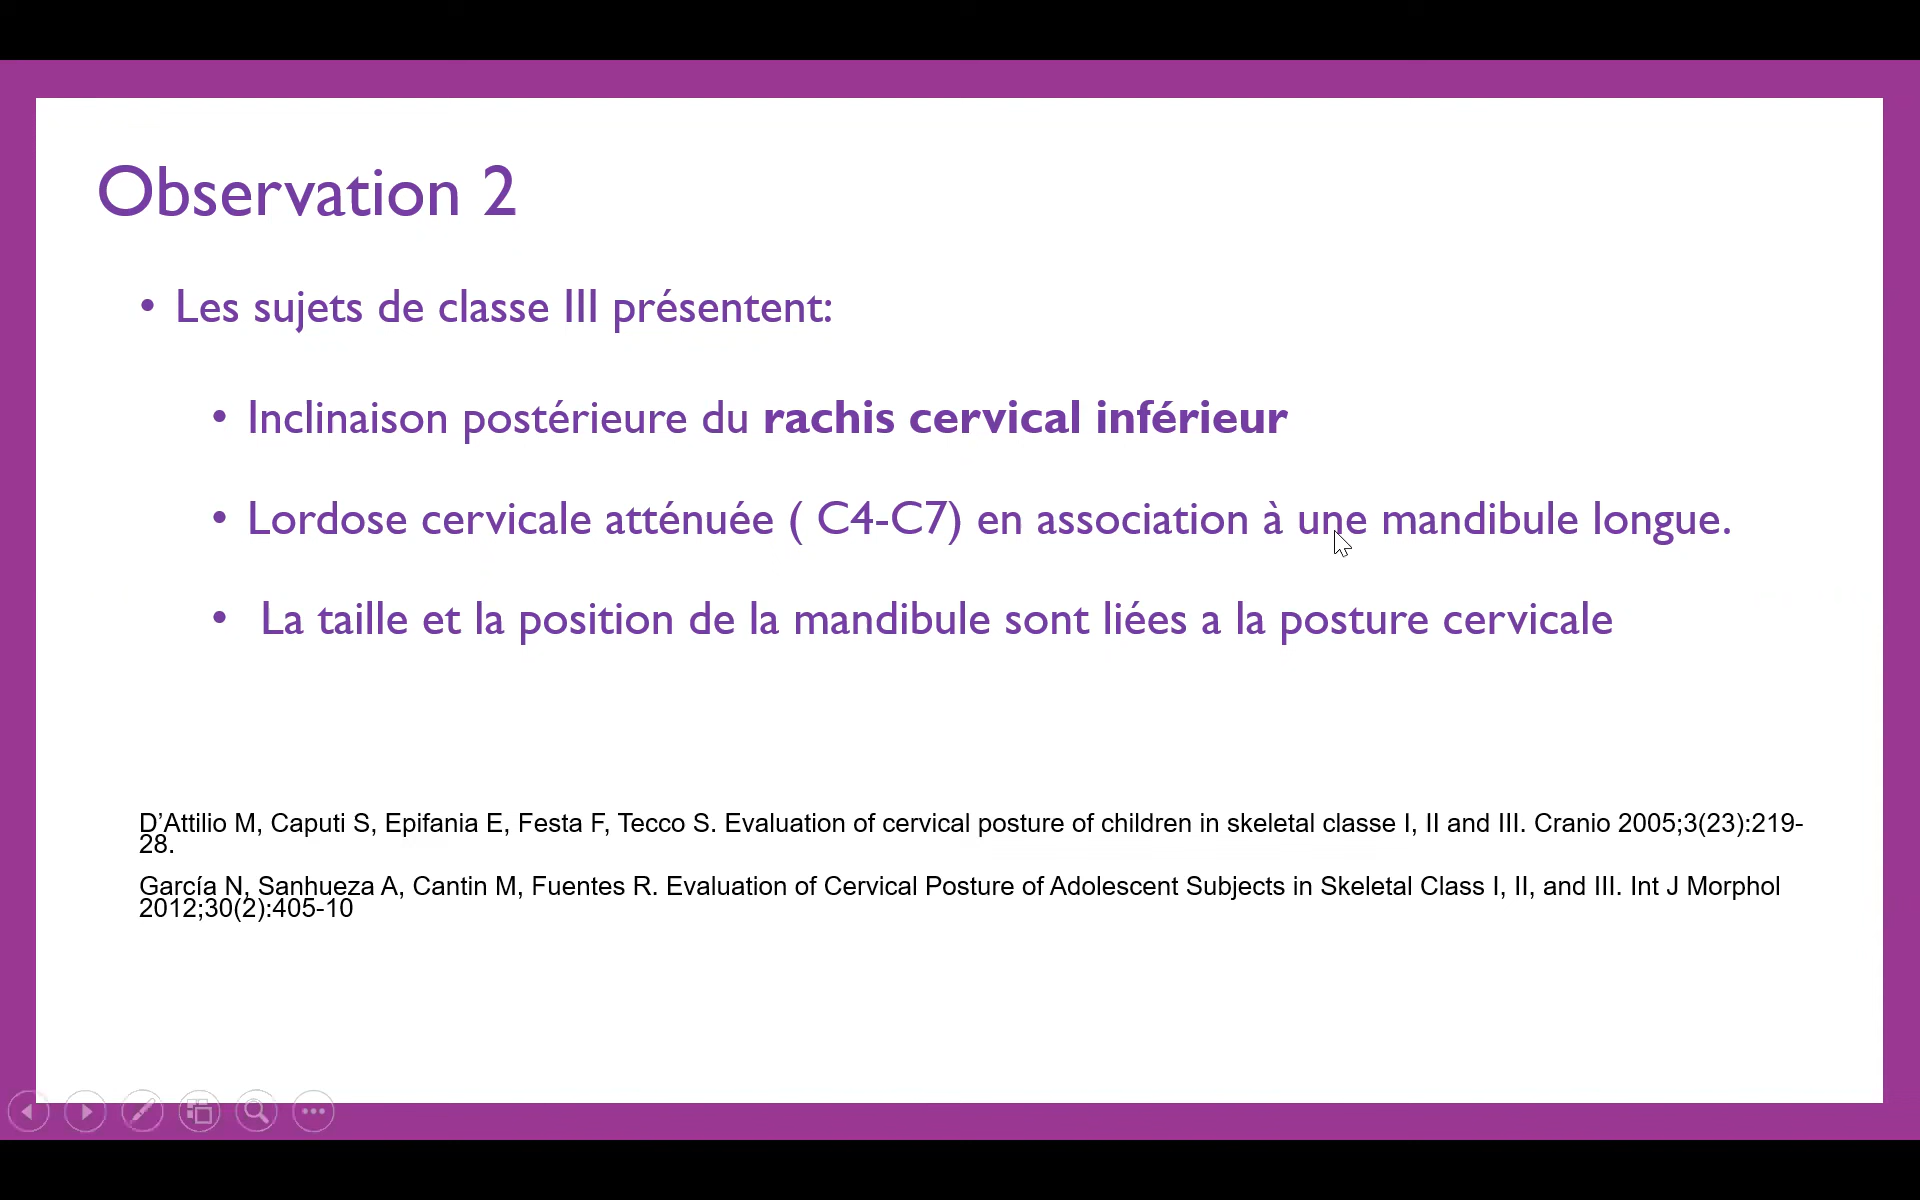 Observation 2
• Les sujets de classe III présentent:
• Inclinaison postérieure du rachis cervical inférieur
• Lordose cervicale atténuée ( C4-C7) en association à une mandibule longue.
• La taille et la position de la mandibule sont liées a la posture cervicale
D’Attilio M, Caputi S, Epifania E, Festa F, Tecco S. Evaluation of cervical posture of children in skeletal classe I, II and III. Cranio 2005;3(23):219-
28.
García N, Sanhueza A, Cantin M, Fuentes R. Evaluation of Cervical Posture of Adolescent Subjects in Skeletal Class I, II, and III. Int J Morphol
2012;30(2):405-10